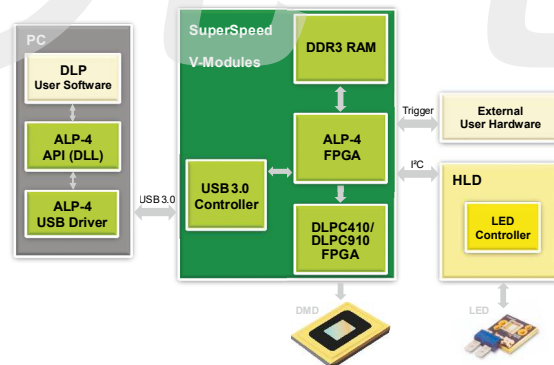 PC
DLP
User Software
ALP-4
API (DLL)
ALP-4
USB Driver
USB 3.0
SuperSpeed
V-Modules
DDR3 RAM
ALP-4
FPGA
USB 3.0
Controller
DLPC410/
DLPC910
FPGA
Trigger
External
User Hardware
I²C
HLD
LED
Controller
DMD
LED